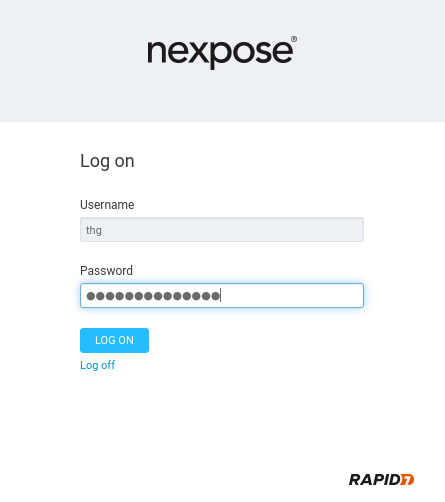 nexpose®
Log on
Username
thg
Password
●●●●●●●●●●●●●●
LOG ON
Log off
RAPID7